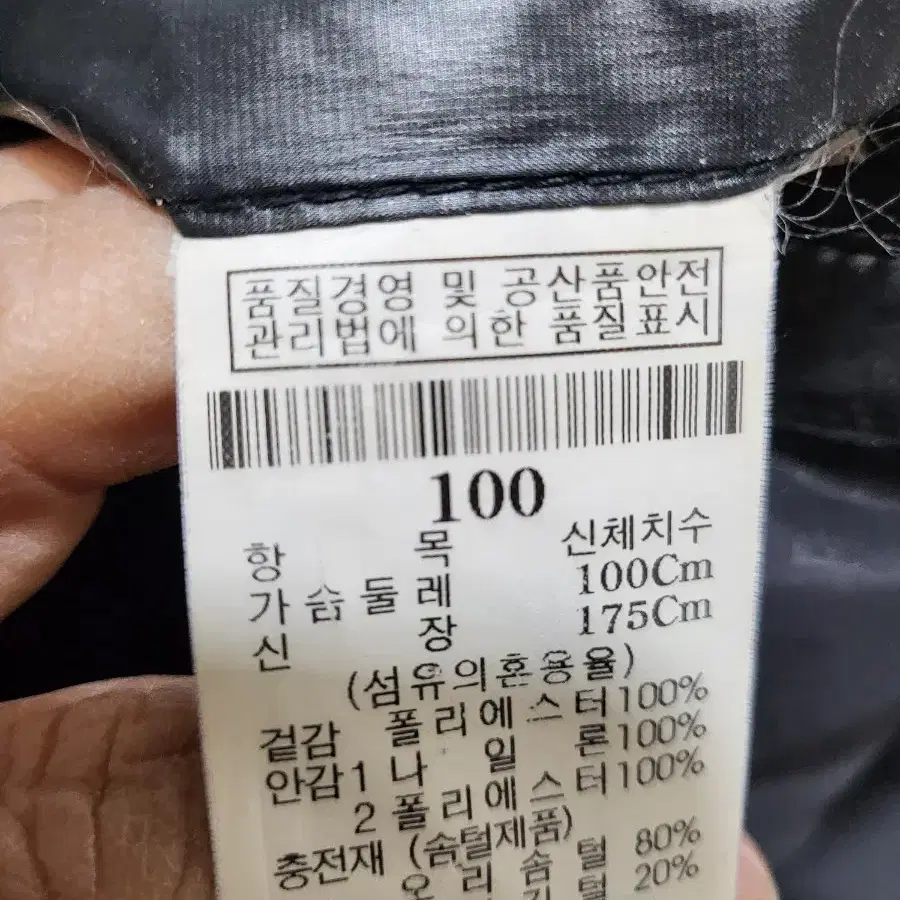 품질경영 및 공산품안전
관리법에 의한 품질표시
100
항 목 신체치수
가슴둘레 100Cm
신 장 175Cm
(섬유의혼용율)
겉감 폴리에스터100%
안감1 나 일 론100%
2 폴리에스터100%
충전재 (솜털제품)
오리솜털 80%
털 20%